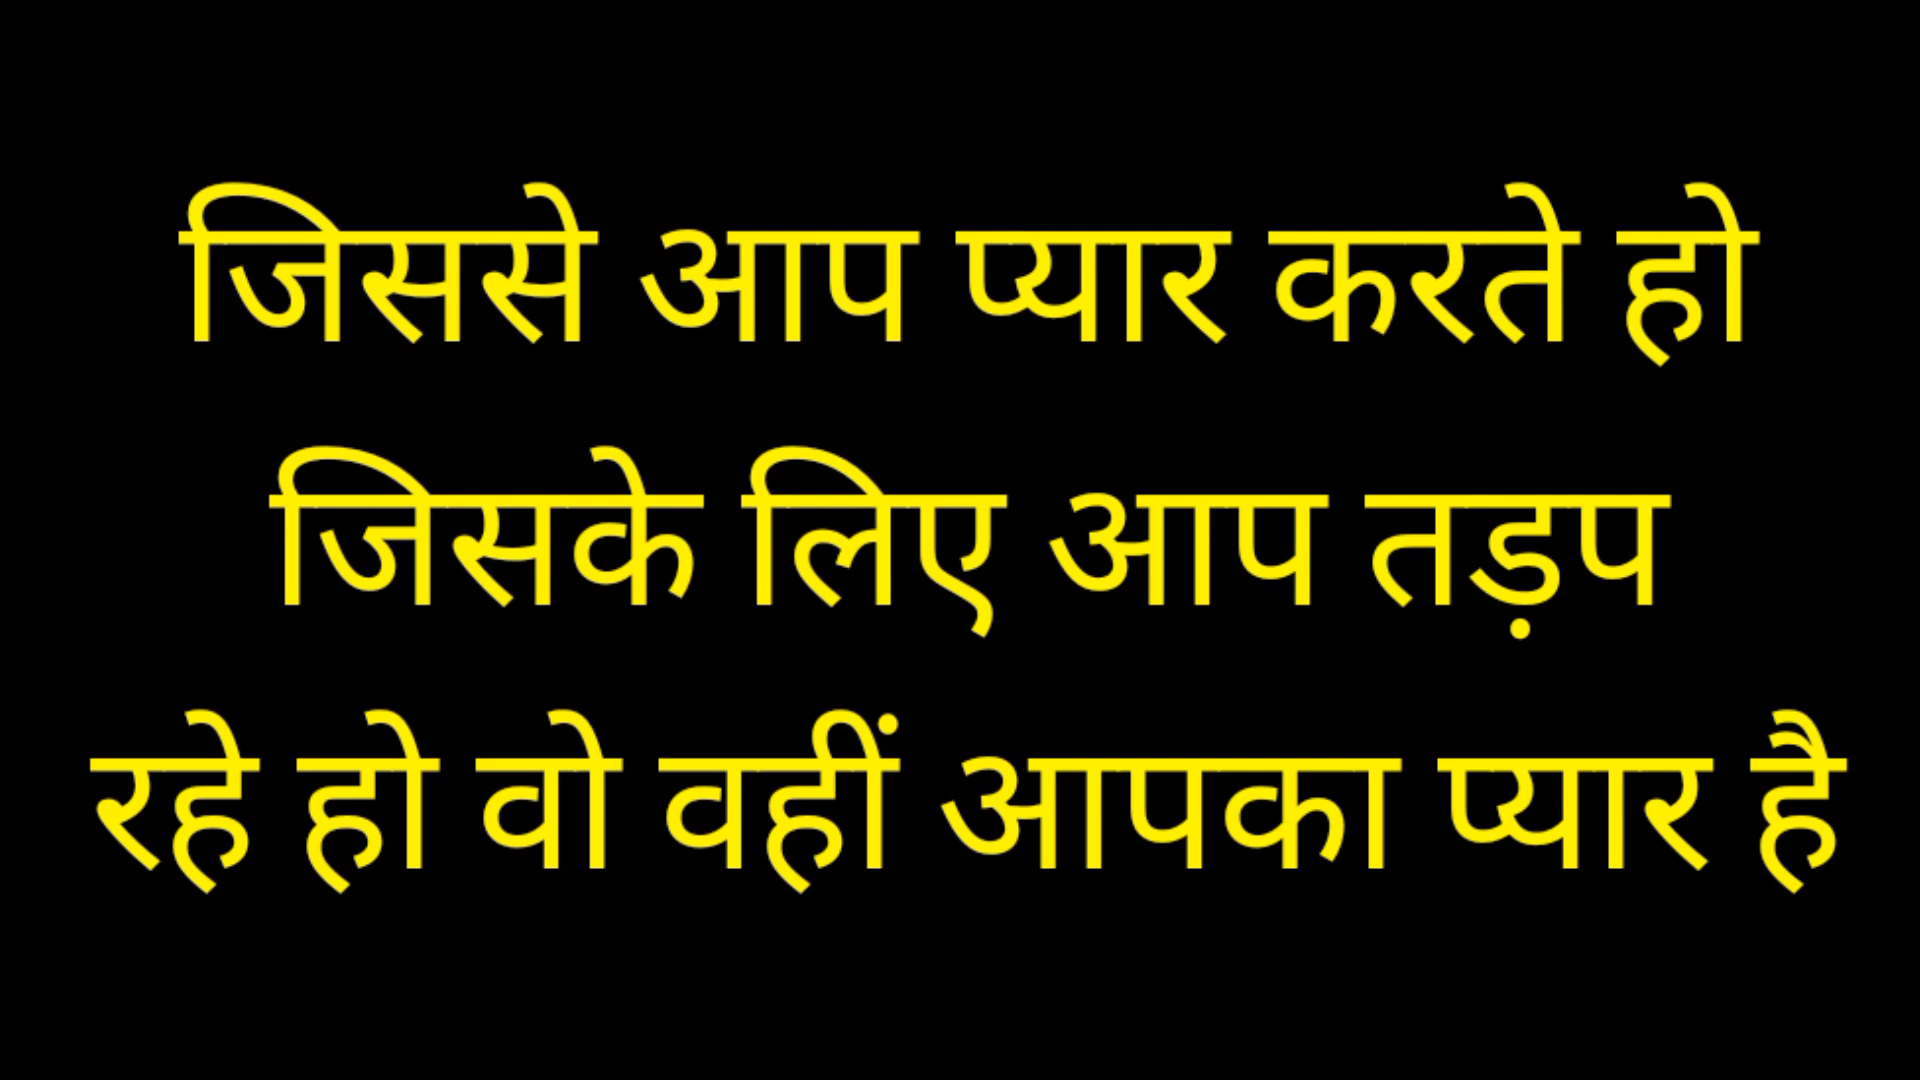 जिससे आप प्यार करते हो
जिसके लिए आप तड़प
रहे हो वो वहीं आपका प्यार है